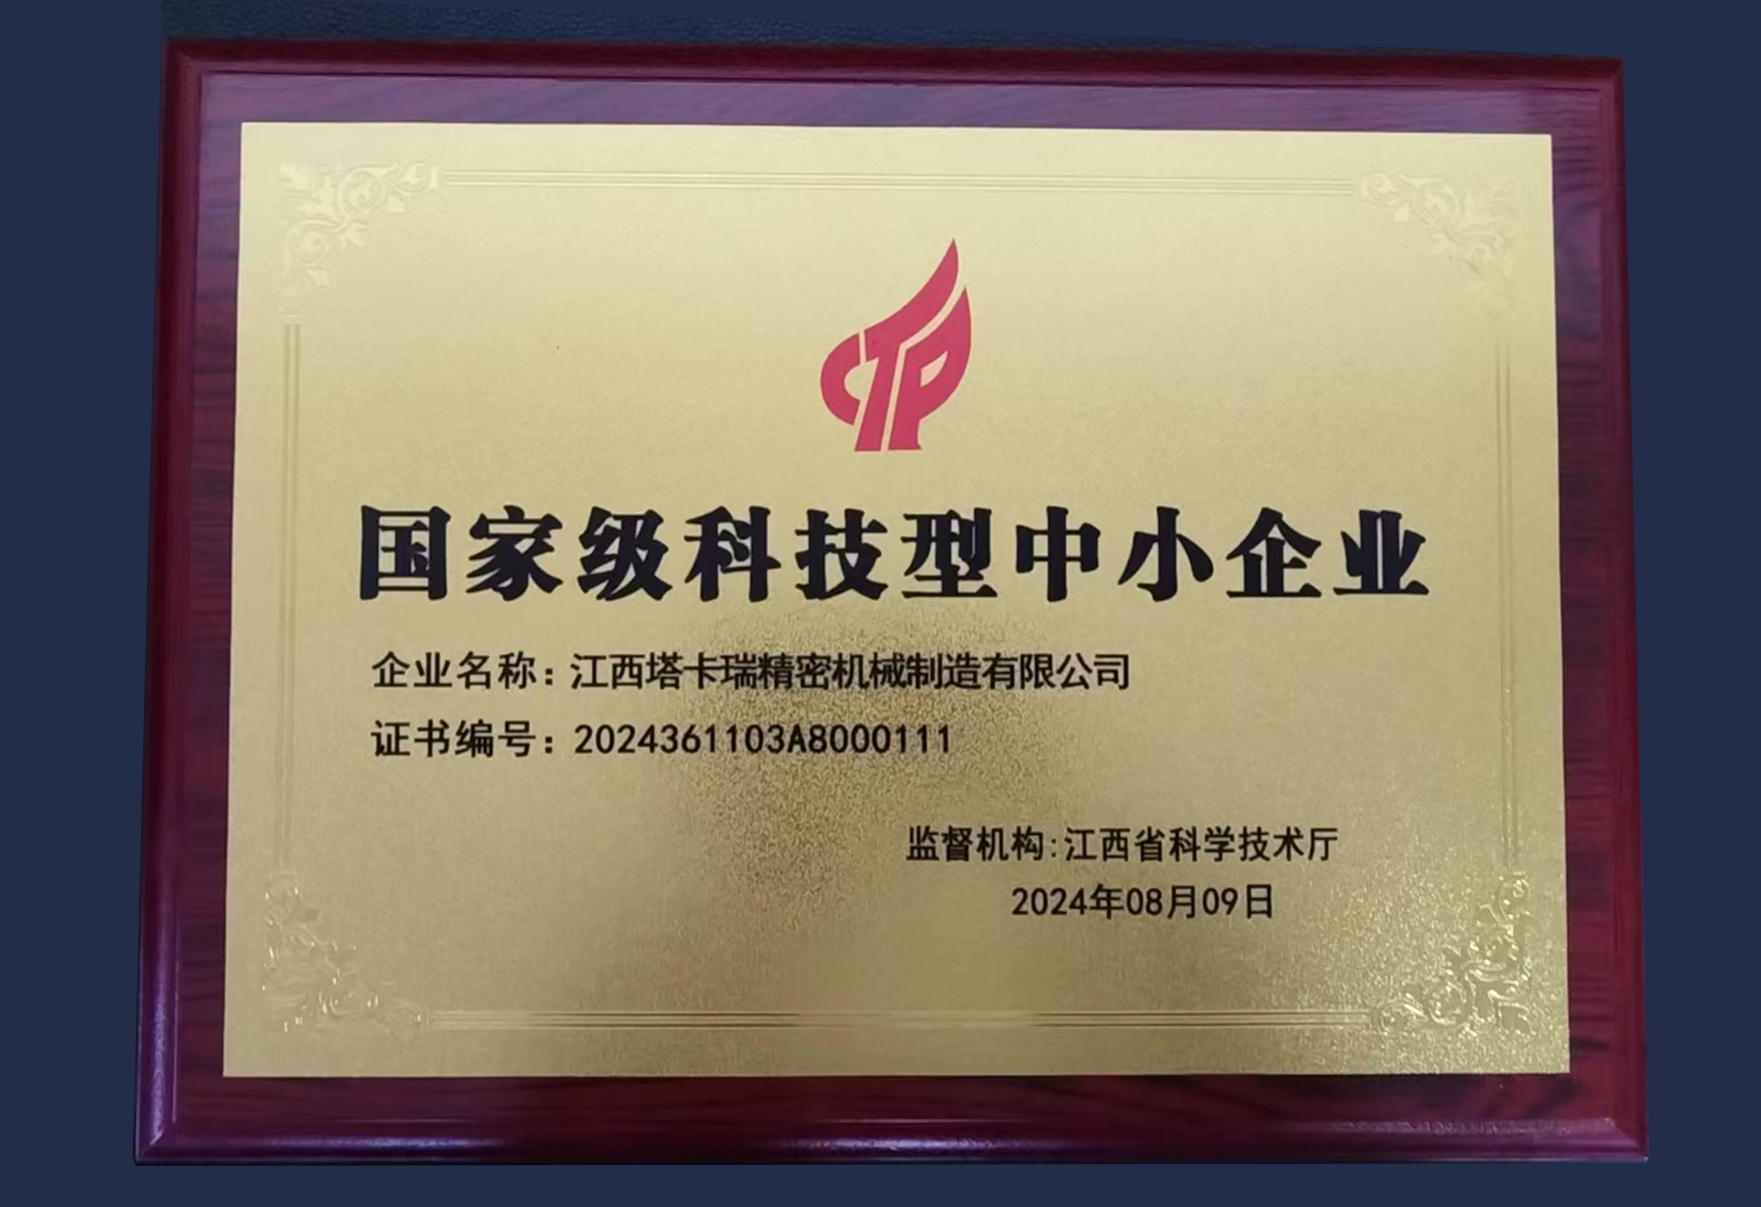 CTP
国家级科技型中小企业
企业名称：江西塔卡瑞精密机械制造有限公司
证书编号：2024361103A8000111
监督机构:江西省科学技术厅
2024年08月09日